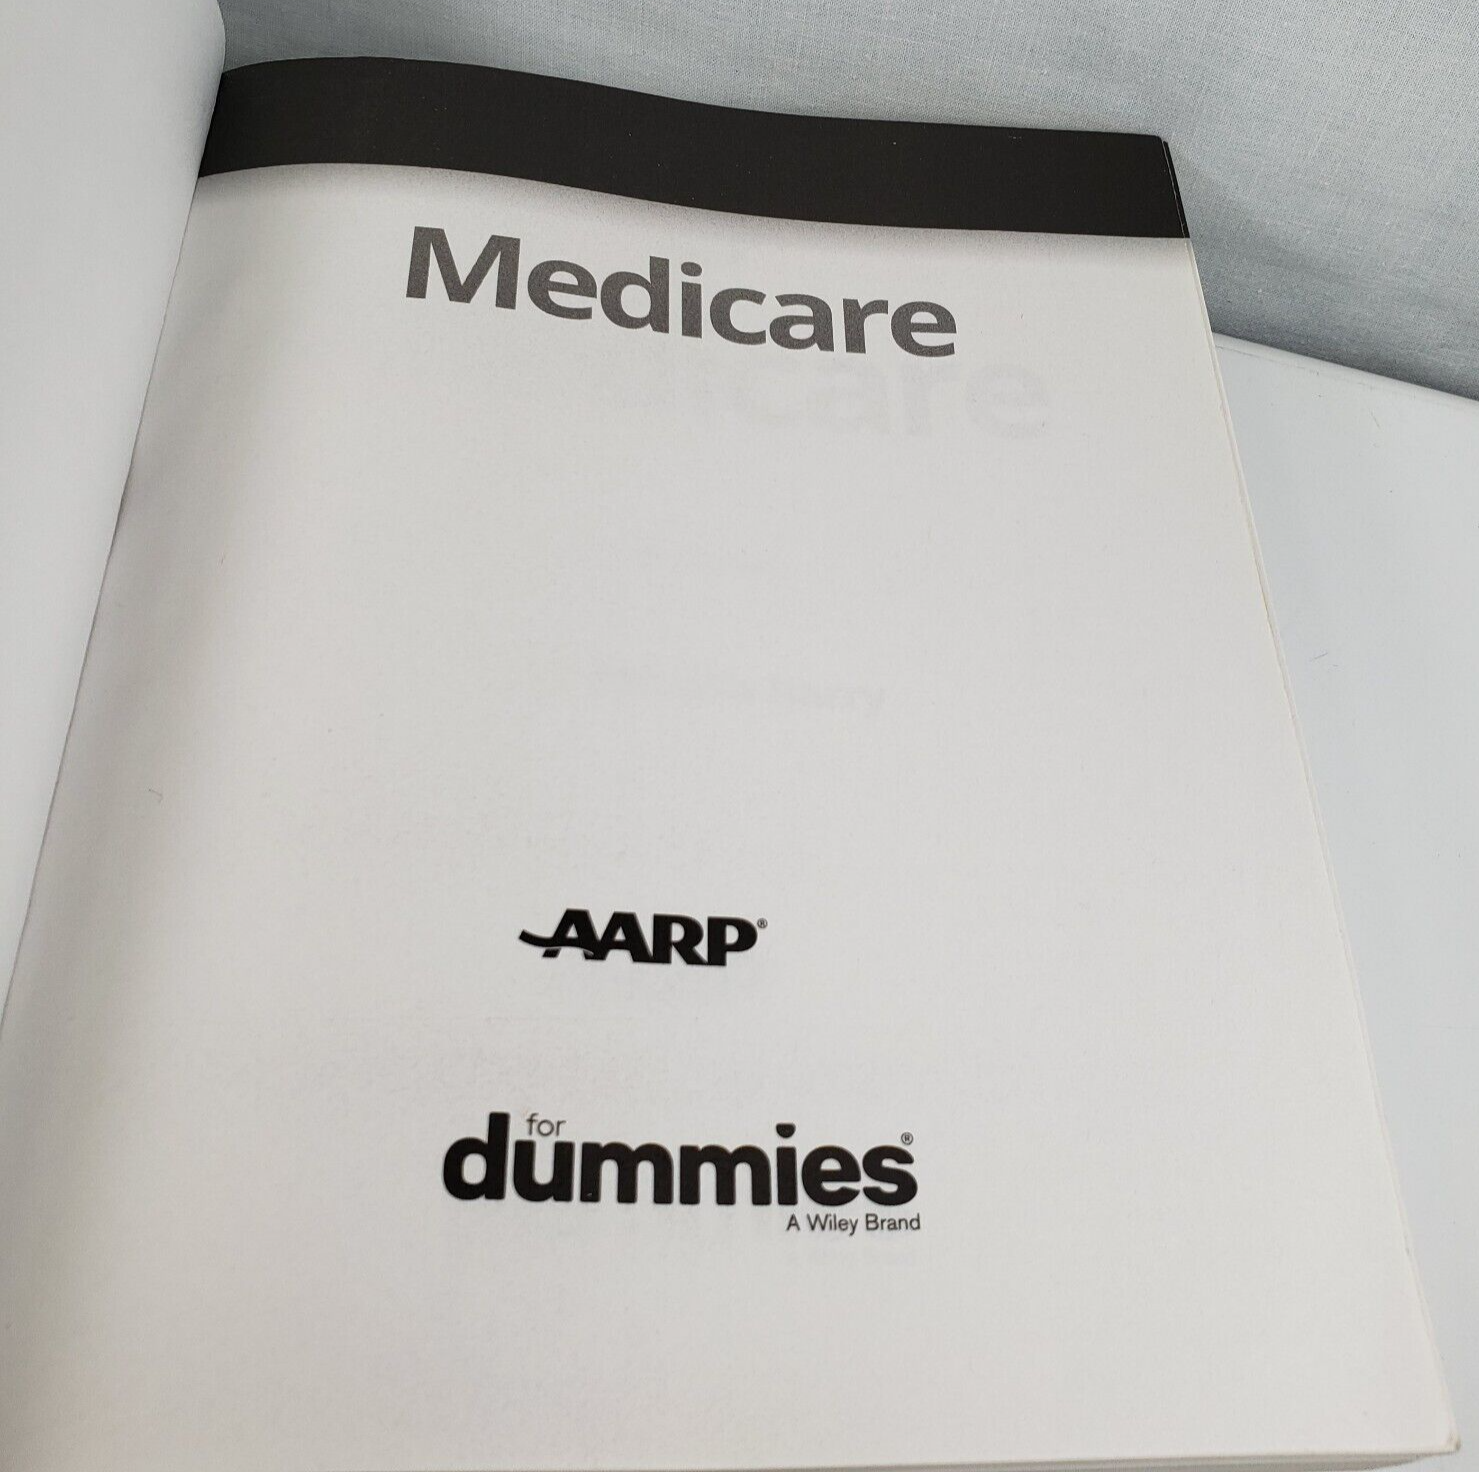 Medicare
AARP®
for
dummies®
A Wiley Brand